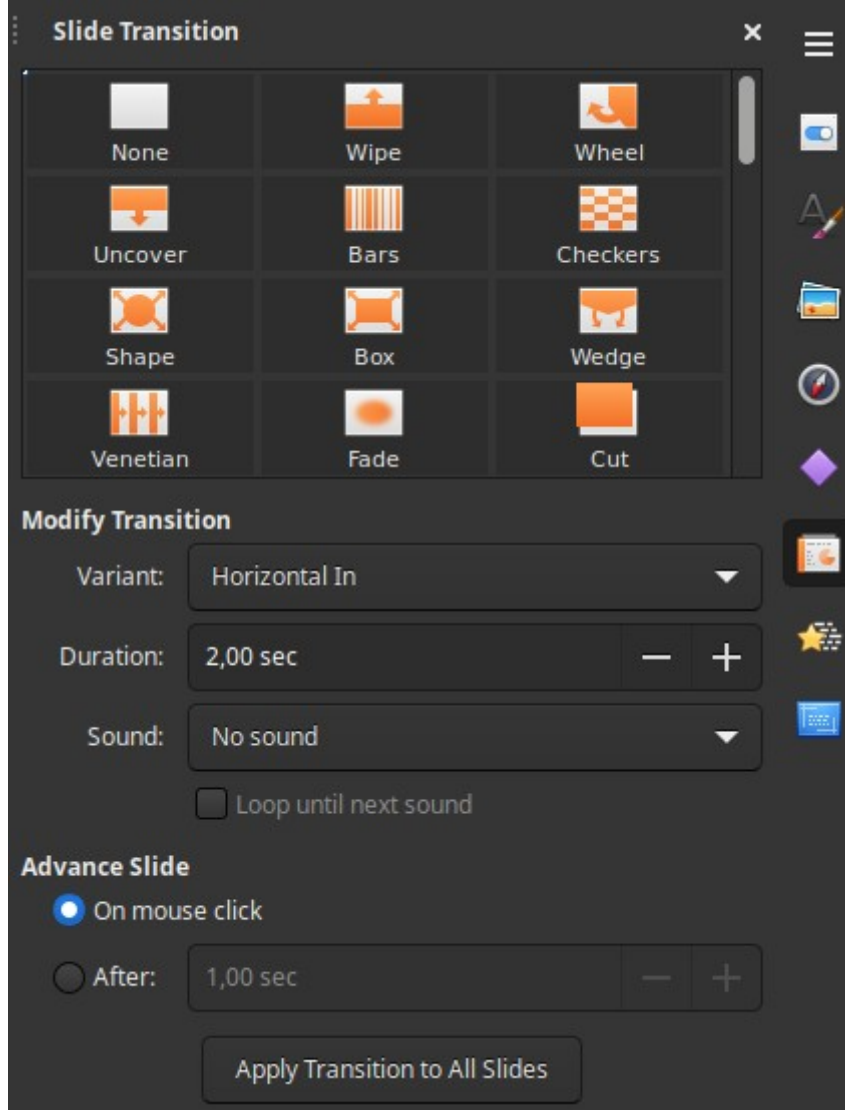 Slide Transition
None Wipe Wheel
Uncover Bars Checkers
Shape Box Wedge
Venetian Fade Cut
Modify Transition
Variant: Horizontal In
Duration: 2,00 sec
Sound: No sound
Loop until next sound
Advance Slide
On mouse click
After: 1,00 sec
Apply Transition to All Slides